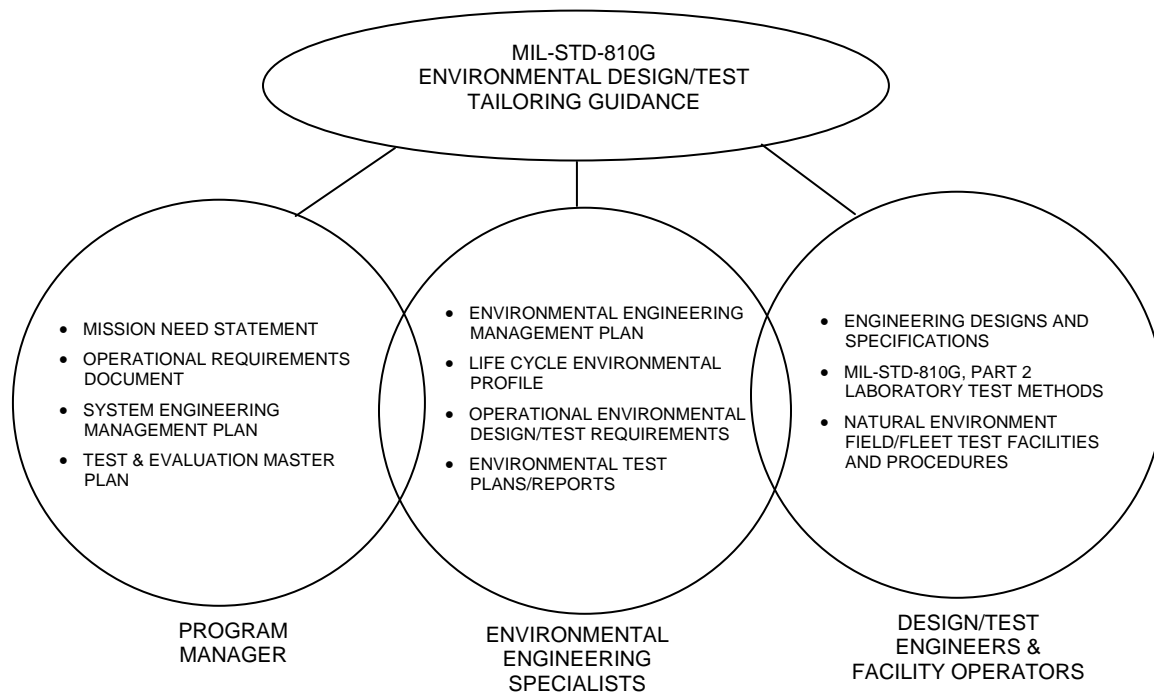 MIL-STD-810G
ENVIRONMENTAL DESIGN/TEST
TAILORING GUIDANCE
• MISSION NEED STATEMENT
• OPERATIONAL REQUIREMENTS
DOCUMENT
• SYSTEM ENGINEERING
MANAGEMENT PLAN
• TEST & EVALUATION MASTER
PLAN
PROGRAM
MANAGER
• ENVIRONMENTAL ENGINEERING
MANAGEMENT PLAN
• LIFE CYCLE ENVIRONMENTAL
PROFILE
• OPERATIONAL ENVIRONMENTAL
DESIGN/TEST REQUIREMENTS
• ENVIRONMENTAL TEST
PLANS/REPORTS
ENVIRONMENTAL
ENGINEERING
SPECIALISTS
• ENGINEERING DESIGNS AND
SPECIFICATIONS
• MIL-STD-810G, PART 2
LABORATORY TEST METHODS
• NATURAL ENVIRONMENT
FIELD/FLEET TEST FACILITIES
AND PROCEDURES
DESIGN/TEST
ENGINEERS &
FACILITY OPERATORS